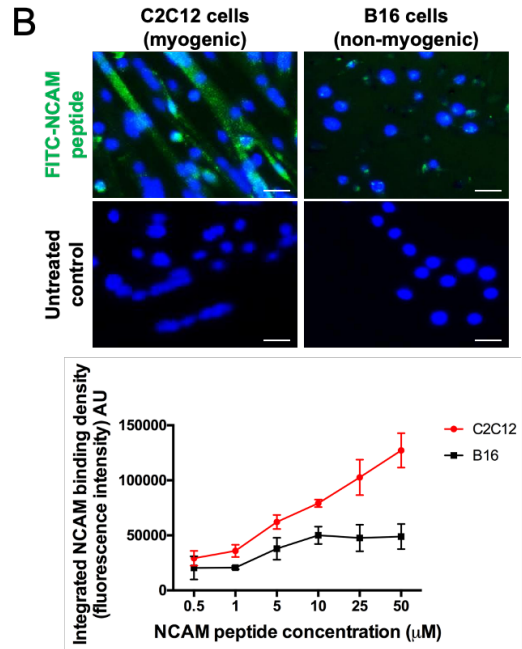 B
C2C12 cells
(myogenic)
B16 cells
(non-myogenic)
FITC-NCAM
peptide
Untreated
control
Integrated NCAM binding density
(fluorescence intensity) AU
150000
100000
50000
0
0.5 1 5 10 25 50
NCAM peptide concentration (μM)
C2C12
B16